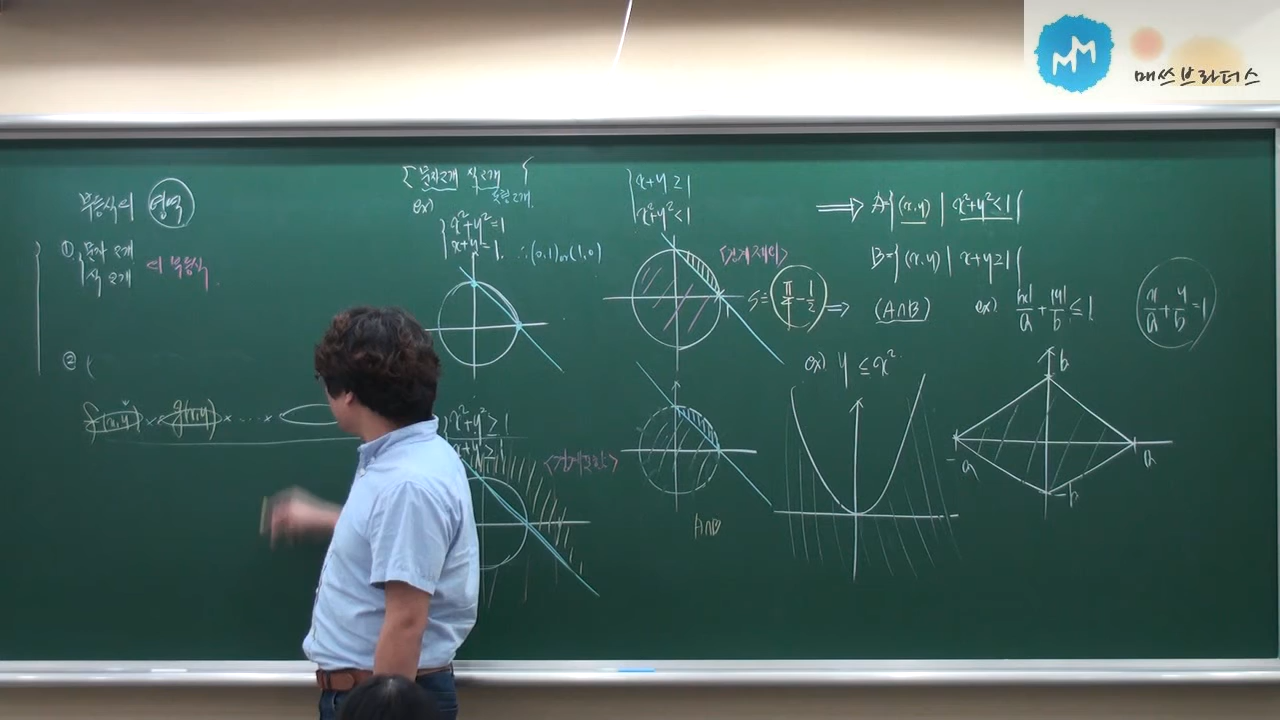 매쓰브라더스
부등식의 영역
① 문자 2개
식 2개
의 부등식.
②
f(x,y) × g(x,y) × ... ×
문자2개 식2개
ex)
x²+y²=1
x+y=1. ∴(0,1) or (1,0)
x²+y²≥1
x+y≥1
<경계포함>
x+y≥1
x²+y²<1
<경계제외>
S = π/4 - 1/2 ⇒ (A∩B)
A∩B
⇒ A={(x,y) | x²+y²<1}
B={(x,y) | x+y≥1}
ex) y≤x²
ex) |x|/a + |y|/b ≤ 1
x/a + y/b = 1
b
-a
a
-b